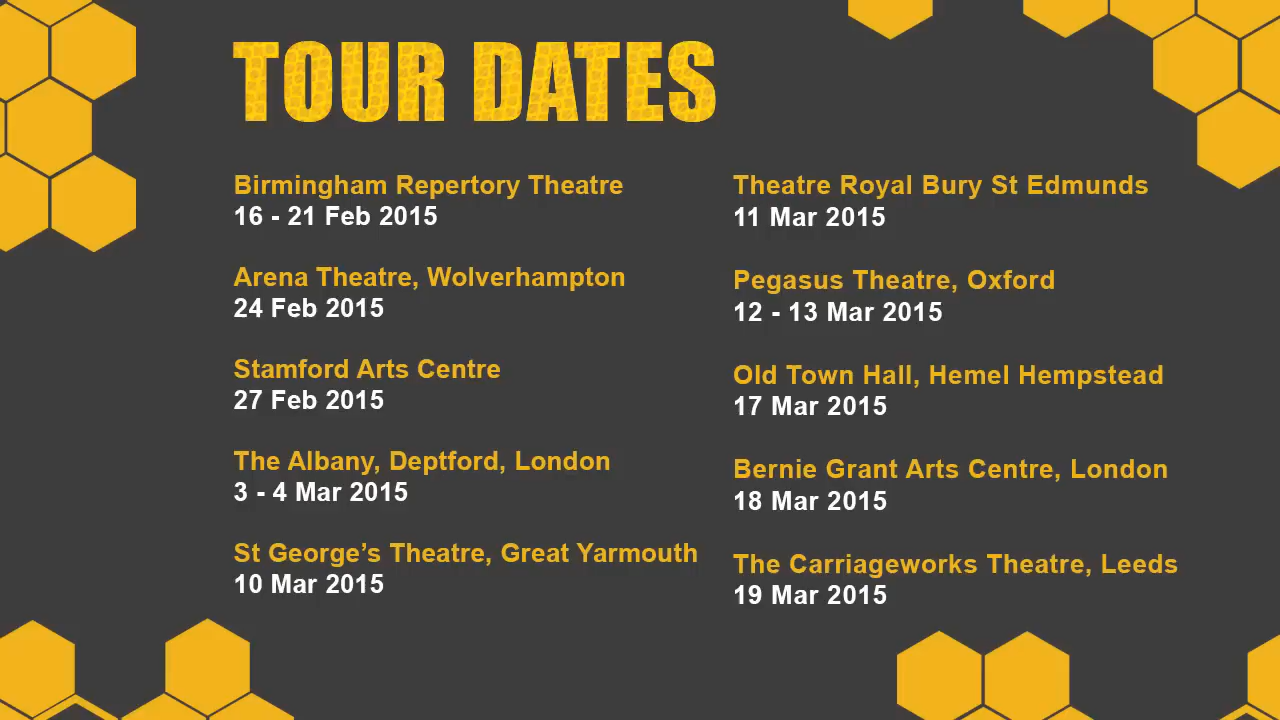 TOUR DATES
Birmingham Repertory Theatre
16 - 21 Feb 2015
Arena Theatre, Wolverhampton
24 Feb 2015
Stamford Arts Centre
27 Feb 2015
The Albany, Deptford, London
3 - 4 Mar 2015
St George’s Theatre, Great Yarmouth
10 Mar 2015
Theatre Royal Bury St Edmunds
11 Mar 2015
Pegasus Theatre, Oxford
12 - 13 Mar 2015
Old Town Hall, Hemel Hempstead
17 Mar 2015
Bernie Grant Arts Centre, London
18 Mar 2015
The Carriageworks Theatre, Leeds
19 Mar 2015